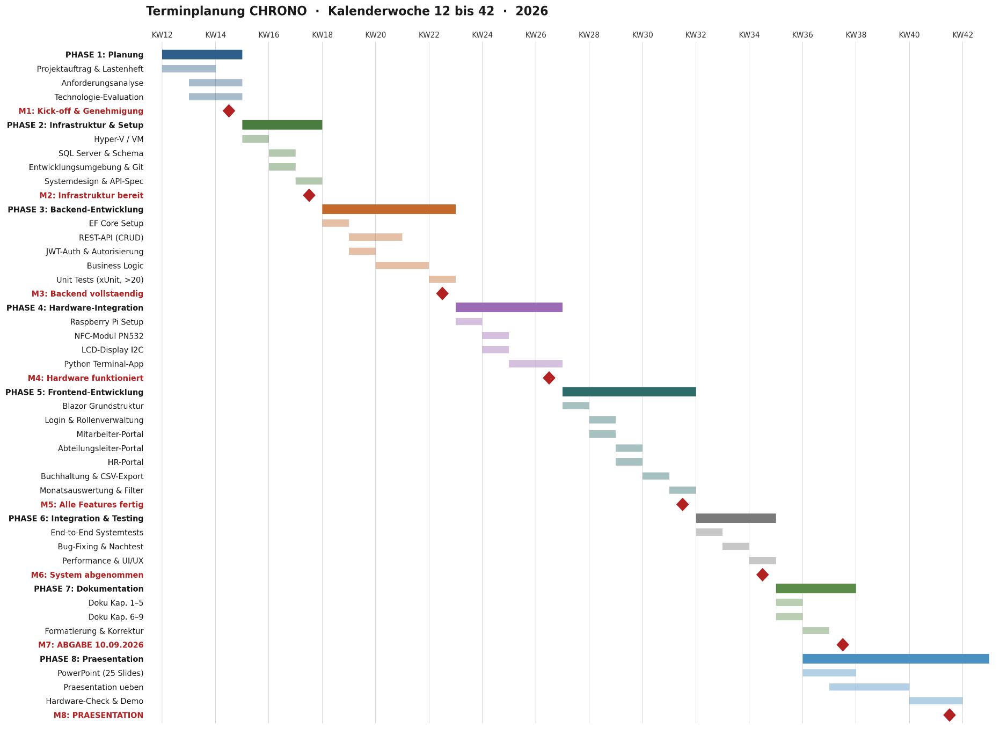 Terminplanung CHRONO · Kalenderwoche 12 bis 42 · 2026
KW12 KW14 KW16 KW18 KW20 KW22 KW24 KW26 KW28 KW30 KW32 KW34 KW36 KW38 KW40 KW42
PHASE 1: Planung
Projektauftrag & Lastenheft
Anforderungsanalyse
Technologie-Evaluation
M1: Kick-off & Genehmigung
PHASE 2: Infrastruktur & Setup
Hyper-V / VM
SQL Server & Schema
Entwicklungsumgebung & Git
Systemdesign & API-Spec
M2: Infrastruktur bereit
PHASE 3: Backend-Entwicklung
EF Core Setup
REST-API (CRUD)
JWT-Auth & Autorisierung
Business Logic
Unit Tests (xUnit, >20)
M3: Backend vollstaendig
PHASE 4: Hardware-Integration
Raspberry Pi Setup
NFC-Modul PN532
LCD-Display I2C
Python Terminal-App
M4: Hardware funktioniert
PHASE 5: Frontend-Entwicklung
Blazor Grundstruktur
Login & Rollenverwaltung
Mitarbeiter-Portal
Abteilungsleiter-Portal
HR-Portal
Buchhaltung & CSV-Export
Monatsauswertung & Filter
M5: Alle Features fertig
PHASE 6: Integration & Testing
End-to-End Systemtests
Bug-Fixing & Nachtest
Performance & UI/UX
M6: System abgenommen
PHASE 7: Dokumentation
Doku Kap. 1–5
Doku Kap. 6–9
Formatierung & Korrektur
M7: ABGABE 10.09.2026
PHASE 8: Praesentation
PowerPoint (25 Slides)
Praesentation ueben
Hardware-Check & Demo
M8: PRAESENTATION